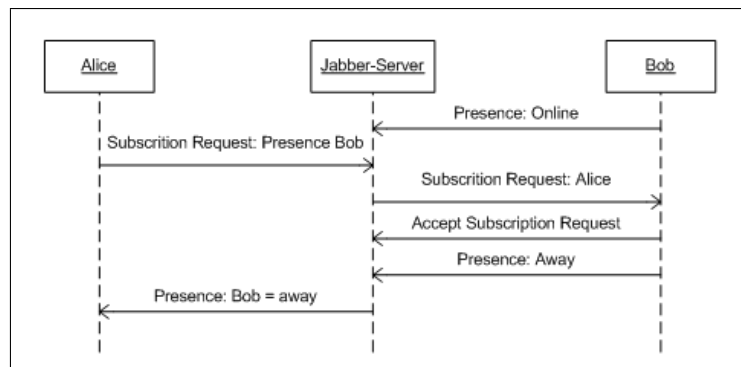 Alice
Jabber-Server
Bob
Presence: Online
Subscrition Request: Presence Bob
Subscrition Request: Alice
Accept Subscription Request
Presence: Away
Presence: Bob = away